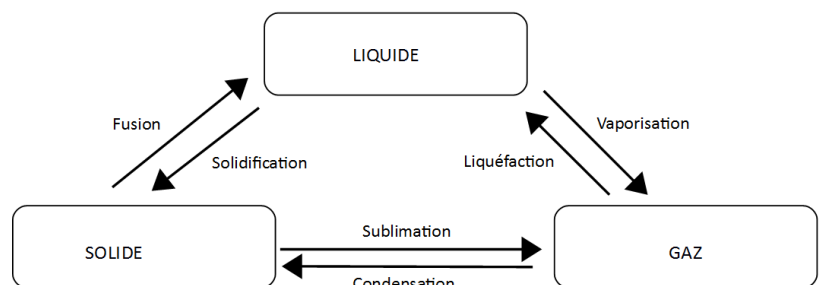 LIQUIDE
Fusion
Vaporisation
Solidification
Liquéfaction
Sublimation
SOLIDE
GAZ
Condensation